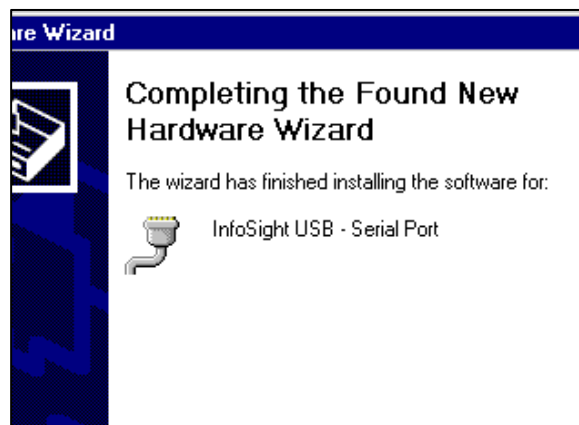 are Wizard
Completing the Found New
Hardware Wizard
The wizard has finished installing the software for:
InfoSight USB - Serial Port